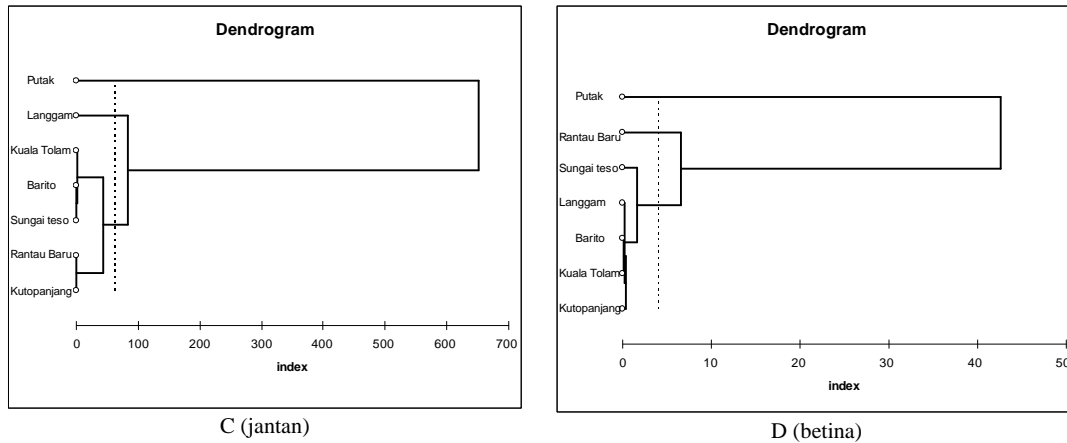 Dendrogram
Putak
Langgam
Kuala Tolam
Barito
Sungai teso
Rantau Baru
Kutopanjang
0 100 200 300 400 500 600 700
index
C (jantan)
Dendrogram
Putak
Rantau Baru
Sungai teso
Langgam
Barito
Kuala Tolam
Kutopanjang
0 10 20 30 40 50
index
D (betina)